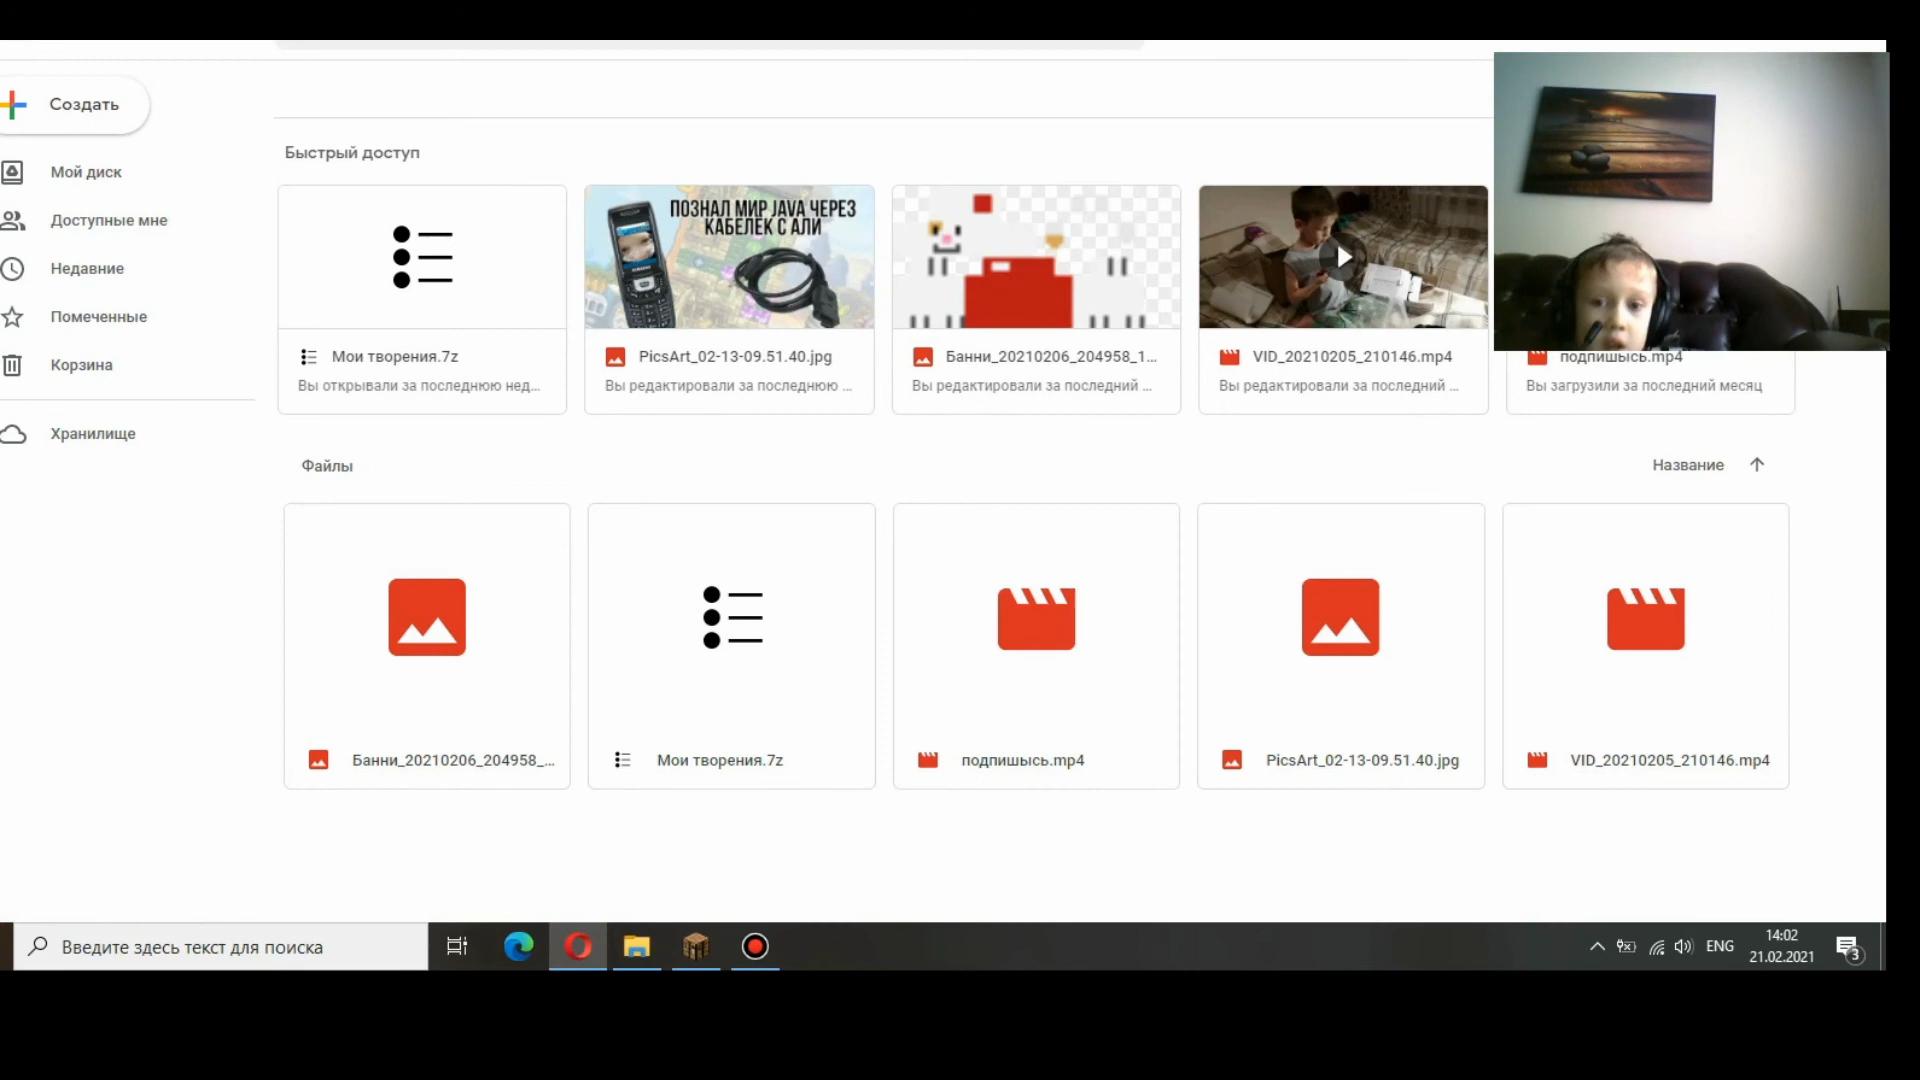 Создать
Мой диск
Доступные мне
Недавние
Помеченные
Корзина
Хранилище
Быстрый доступ
ПОЗНАЛ МИР JAVA ЧЕРЕЗ
КАБЕЛЕК С АЛИ
Мои творения.7z
Вы открывали за последнюю нед...
PicsArt_02-13-09.51.40.jpg
Вы редактировали за последнюю ...
Банни_20210206_204958_1...
Вы редактировали за последний ...
VID_20210205_210146.mp4
Вы редактировали за последний ...
подпишысь.mp4
Вы загрузили за последний месяц
Файлы
Название
Банни_20210206_204958_...
Мои творения.7z
подпишысь.mp4
PicsArt_02-13-09.51.40.jpg
VID_20210205_210146.mp4
Введите здесь текст для поиска
ENG
14:02
21.02.2021
3